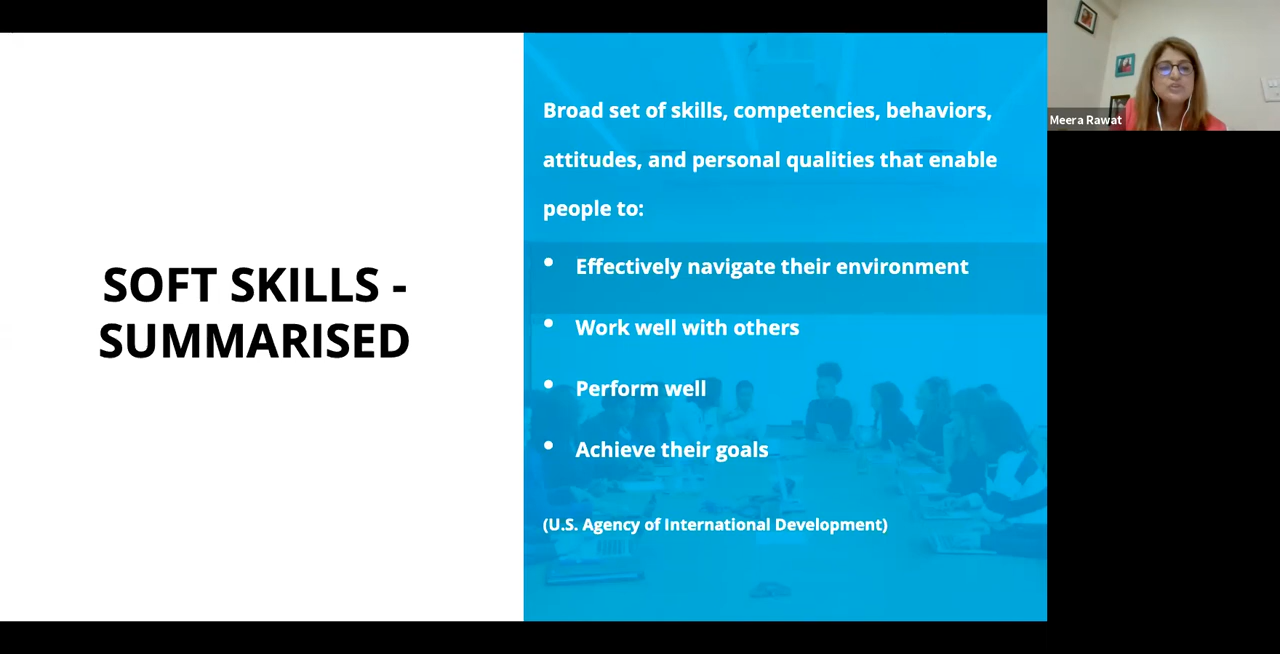 SOFT SKILLS -
SUMMARISED
Broad set of skills, competencies, behaviors,
attitudes, and personal qualities that enable
people to:
• Effectively navigate their environment
• Work well with others
• Perform well
• Achieve their goals
(U.S. Agency of International Development)
Meera Rawat